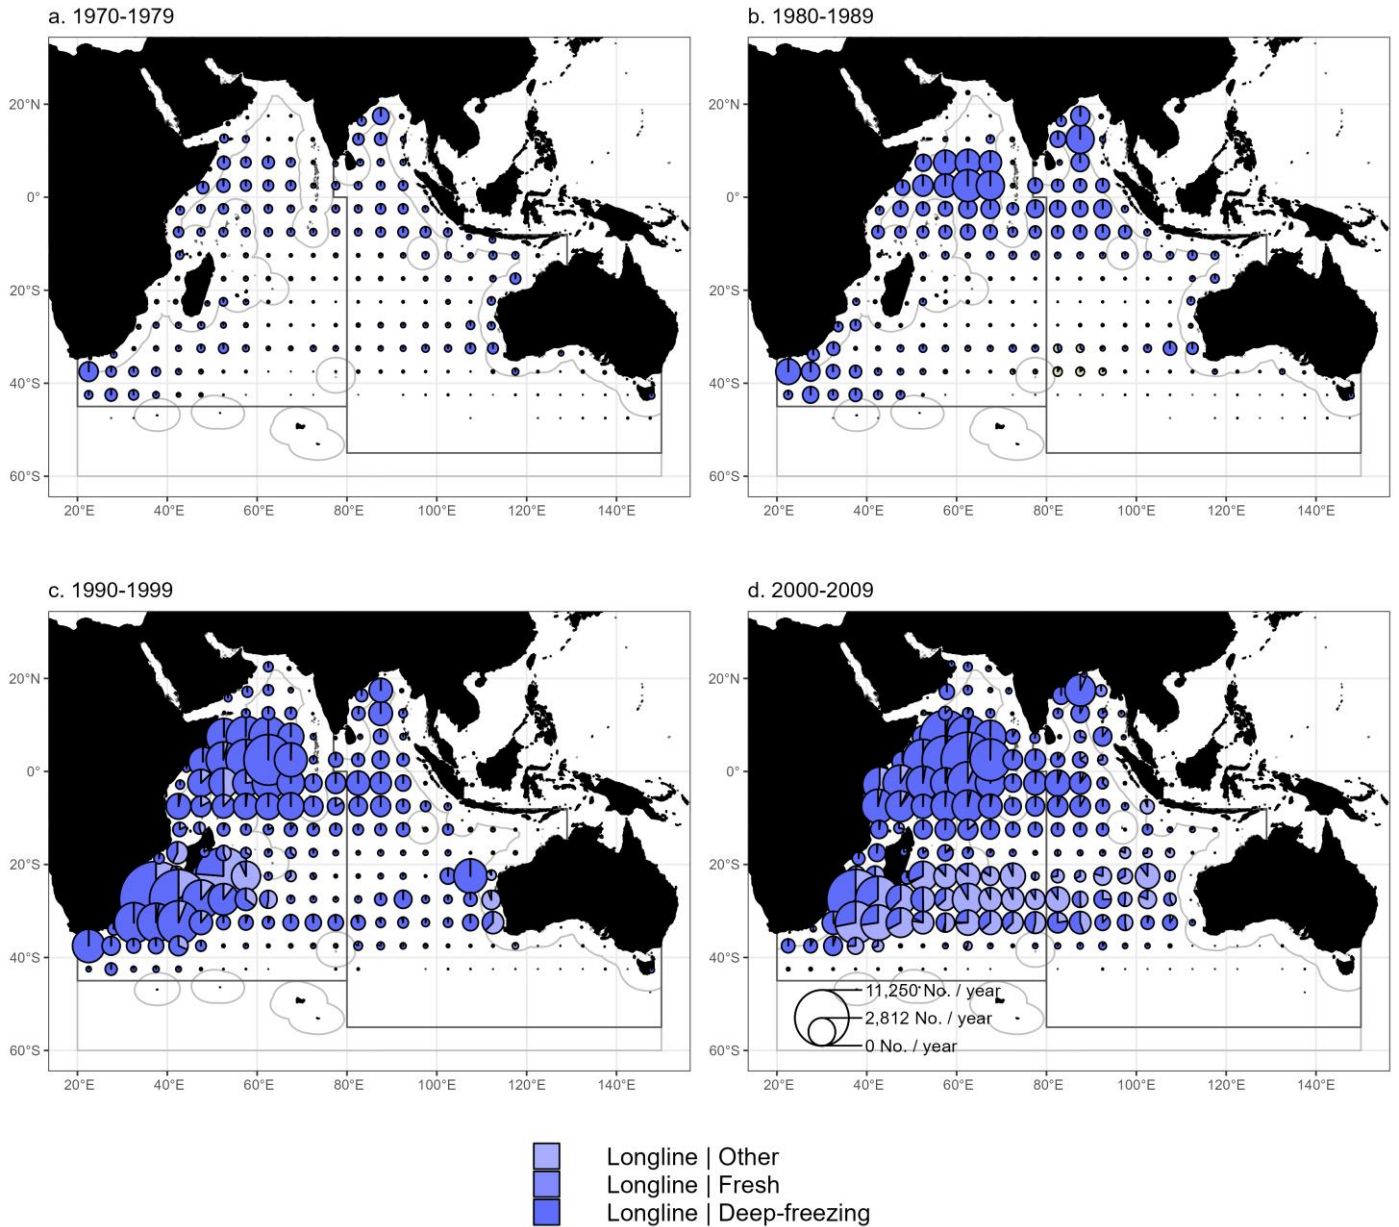 a. 1970-1979
b. 1980-1989
20°N
0°
20°S
40°S
60°S
20°E 40°E 60°E 80°E 100°E 120°E 140°E
20°N
0°
20°S
40°S
60°S
20°E 40°E 60°E 80°E 100°E 120°E 140°E
c. 1990-1999
d. 2000-2009
20°N
0°
20°S
40°S
60°S
20°E 40°E 60°E 80°E 100°E 120°E 140°E
20°N
0°
20°S
40°S
60°S
11,250 No. / year
2,812 No. / year
0 No. / year
20°E 40°E 60°E 80°E 100°E 120°E 140°E
Longline | Other
Longline | Fresh
Longline | Deep-freezing